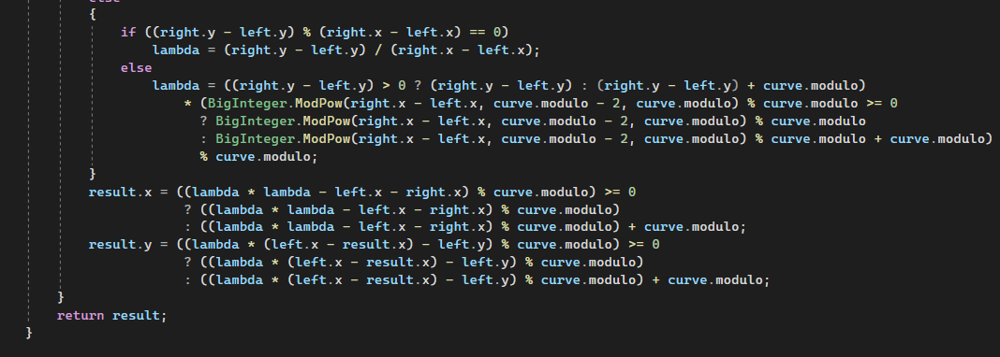 else
{
if ((right.y - left.y) % (right.x - left.x) == 0)
lambda = (right.y - left.y) / (right.x - left.x);
else
lambda = ((right.y - left.y) > 0 ? (right.y - left.y) : (right.y - left.y) + curve.modulo)
* (BigInteger.ModPow(right.x - left.x, curve.modulo - 2, curve.modulo) % curve.modulo >= 0
? BigInteger.ModPow(right.x - left.x, curve.modulo - 2, curve.modulo) % curve.modulo
: BigInteger.ModPow(right.x - left.x, curve.modulo - 2, curve.modulo) % curve.modulo + curve.modulo)
% curve.modulo;
}
result.x = ((lambda * lambda - left.x - right.x) % curve.modulo) >= 0
? ((lambda * lambda - left.x - right.x) % curve.modulo)
: ((lambda * lambda - left.x - right.x) % curve.modulo) + curve.modulo;
result.y = ((lambda * (left.x - result.x) - left.y) % curve.modulo) >= 0
? ((lambda * (left.x - result.x) - left.y) % curve.modulo)
: ((lambda * (left.x - result.x) - left.y) % curve.modulo) + curve.modulo;
}
return result;
}